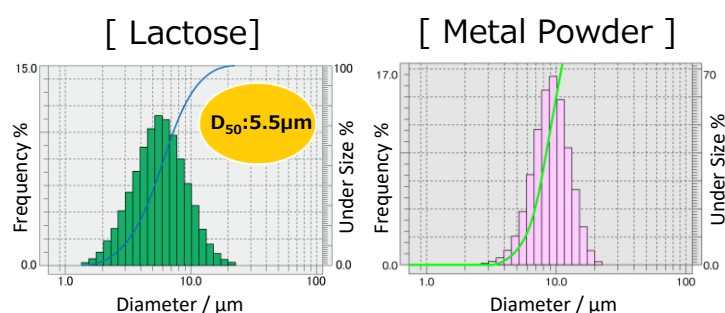 [ Lactose]
15.0
100
D50:5.5μm
Frequency %
Under Size %
0.0
0.0
1.0
10.0
100
Diameter / μm
[ Metal Powder ]
17.0
70
Frequency %
Under Size %
0.0
0.0
1.0
10.0
100
Diameter / μm